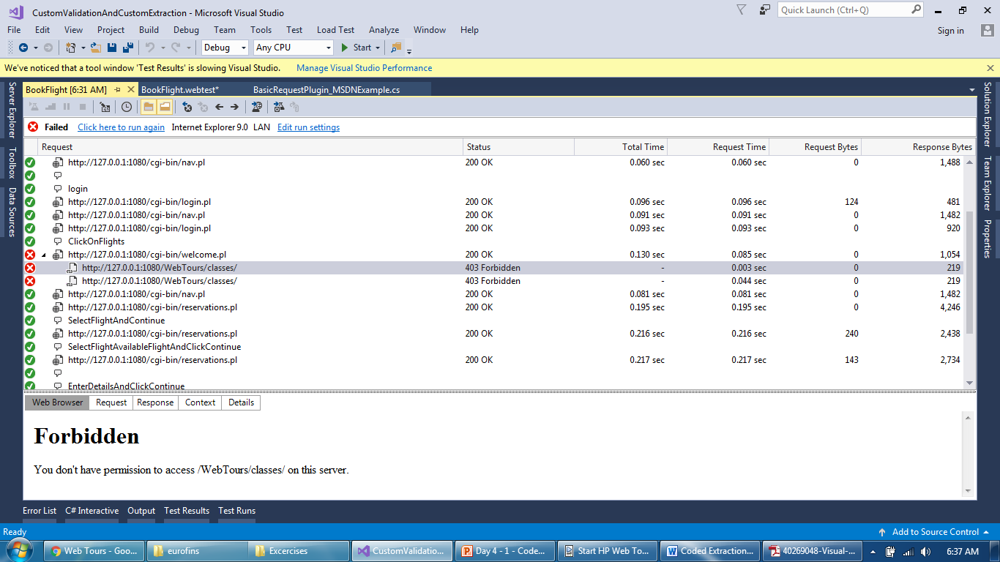 CustomValidationAndCustomExtraction - Microsoft Visual Studio
Quick Launch (Ctrl+Q)
File Edit View Project Build Debug Team Tools Test Load Test Analyze Window Help
Sign in
Debug Any CPU Start
We've noticed that a tool window 'Test Results' is slowing Visual Studio. Manage Visual Studio Performance
Server Explorer
Toolbox
Data Sources
BookFlight [6:31 AM] BookFlight.webtest* BasicRequestPlugin_MSDNExample.cs
Failed Click here to run again Internet Explorer 9.0 LAN Edit run settings
Request Status Total Time Request Time Request Bytes Response Bytes
http://127.0.0.1:1080/cgi-bin/nav.pl 200 OK 0.060 sec 0.060 sec 0 1,488
login
http://127.0.0.1:1080/cgi-bin/login.pl 200 OK 0.096 sec 0.096 sec 124 481
http://127.0.0.1:1080/cgi-bin/nav.pl 200 OK 0.091 sec 0.091 sec 0 1,482
http://127.0.0.1:1080/cgi-bin/login.pl 200 OK 0.093 sec 0.093 sec 0 920
ClickOnFlights
http://127.0.0.1:1080/cgi-bin/welcome.pl 200 OK 0.130 sec 0.085 sec 0 1,054
http://127.0.0.1:1080/WebTours/classes/ 403 Forbidden - 0.003 sec 0 219
http://127.0.0.1:1080/WebTours/classes/ 403 Forbidden - 0.044 sec 0 219
http://127.0.0.1:1080/cgi-bin/nav.pl 200 OK 0.081 sec 0.081 sec 0 1,482
http://127.0.0.1:1080/cgi-bin/reservations.pl 200 OK 0.195 sec 0.195 sec 0 4,246
SelectFlightAndContinue
http://127.0.0.1:1080/cgi-bin/reservations.pl 200 OK 0.216 sec 0.216 sec 240 2,438
SelectFlightAvailableFlightAndClickContinue
http://127.0.0.1:1080/cgi-bin/reservations.pl 200 OK 0.217 sec 0.217 sec 143 2,734
EnterDetailsAndClickContinue
Solution Explorer
Team Explorer
Properties
Web Browser Request Response Context Details
Forbidden
You don't have permission to access /WebTours/classes/ on this server.
Error List C# Interactive Output Test Results Test Runs
Ready Add to Source Control
Web Tours - Goo... eurofins Excercises CustomValidatio... Day 4 - 1 - Code... Start HP Web To... Coded Extraction... 40269048-Visual-... 6:37 AM